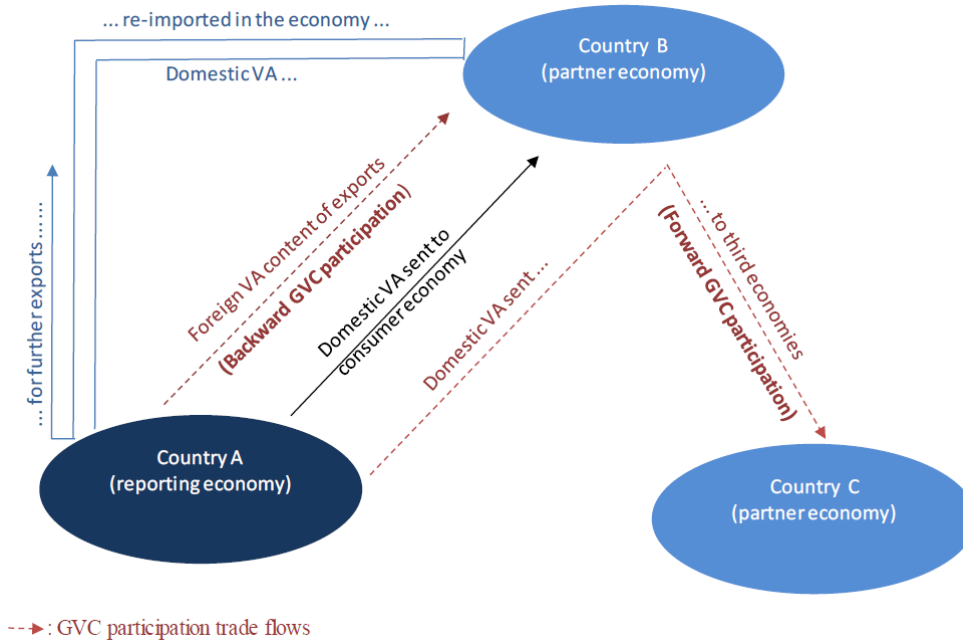 ... re-imported in the economy ...
Domestic VA ...
Country B
(partner economy)
... for further exports ......
Foreign VA content of exports
(Backward GVC participation)
Domestic VA sent to
consumer economy
Domestic VA sent ...
... to third economies
(Forward GVC participation)
Country A
(reporting economy)
Country C
(partner economy)
: GVC participation trade flows